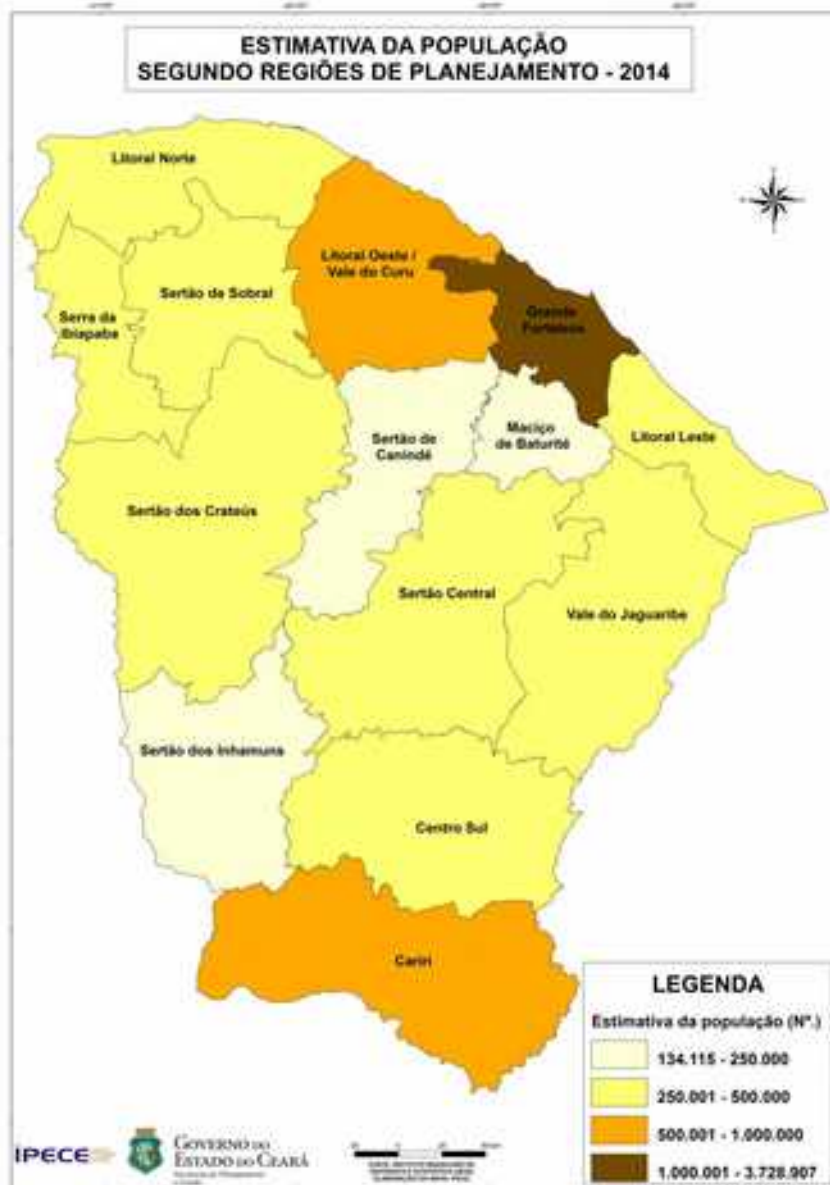 ESTIMATIVA DA POPULAÇÃO
SEGUNDO REGIÕES DE PLANEJAMENTO - 2014
Litoral Norte
Litoral Oeste /
Vale do Curu
Sertão de Sobral
Serra da
Ibiapaba
Grande
Fortaleza
Sertão de
Canindé
Maciço
de Baturité
Litoral Leste
Sertão dos Crateús
Sertão Central
Vale do Jaguaribe
Sertão dos Inhamuns
Centro Sul
Cariri
LEGENDA
Estimativa da população (Nº.)
134.115 - 250.000
250.001 - 500.000
500.001 - 1.000.000
1.000.001 - 3.728.907
IPECE
GOVERNO DO
ESTADO DO CEARÁ